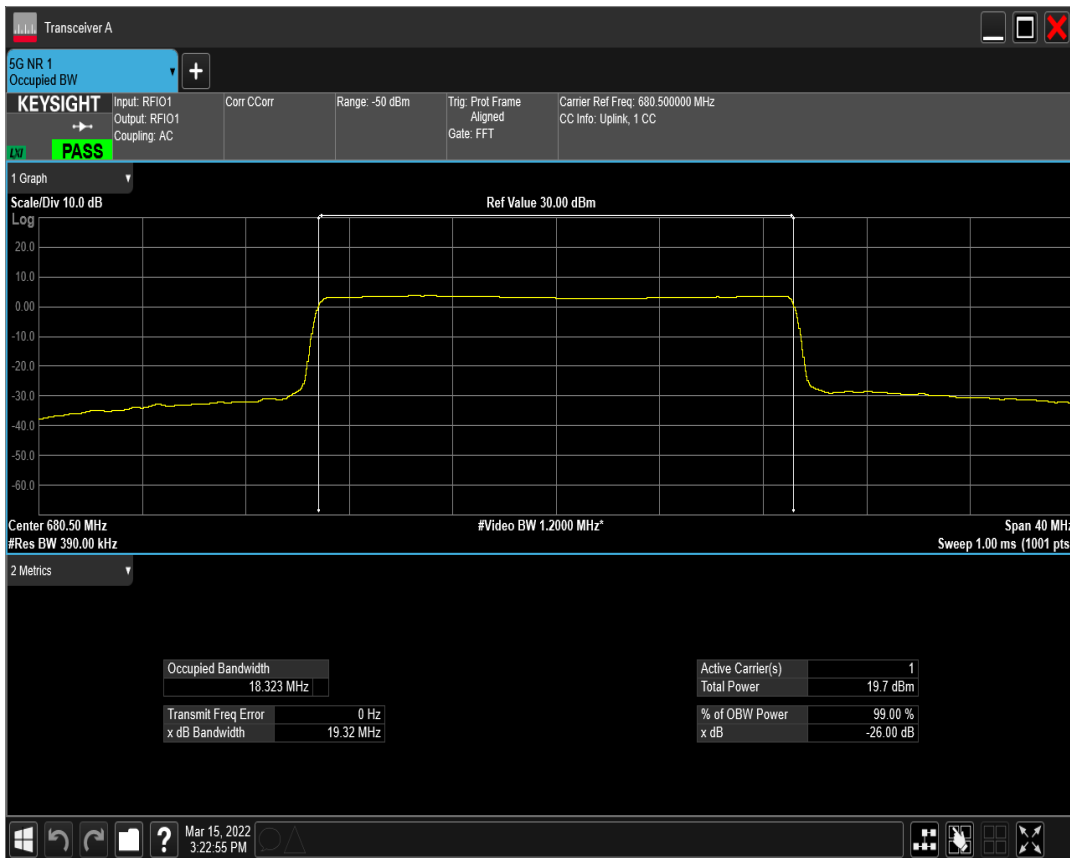 Transceiver A
5G NR 1
Occupied BW
KEYSIGHT
LXI
PASS
Input: RFIO1
Output: RFIO1
Coupling: AC
Corr CCorr
Range: -50 dBm
Trig: Prot Frame
Aligned
Gate: FFT
Carrier Ref Freq: 680.500000 MHz
CC Info: Uplink, 1 CC
1 Graph
Scale/Div 10.0 dB
Ref Value 30.00 dBm
Log
20.0
10.0
0.00
-10.0
-20.0
-30.0
-40.0
-50.0
-60.0
Center 680.50 MHz
#Video BW 1.2000 MHz*
Span 40 MHz
#Res BW 390.00 kHz
Sweep 1.00 ms (1001 pts
2 Metrics
Occupied Bandwidth
18.323 MHz
Transmit Freq Error 0 Hz
x dB Bandwidth 19.32 MHz
Active Carrier(s) 1
Total Power 19.7 dBm
% of OBW Power 99.00 %
x dB -26.00 dB
Mar 15, 2022
3:22:55 PM